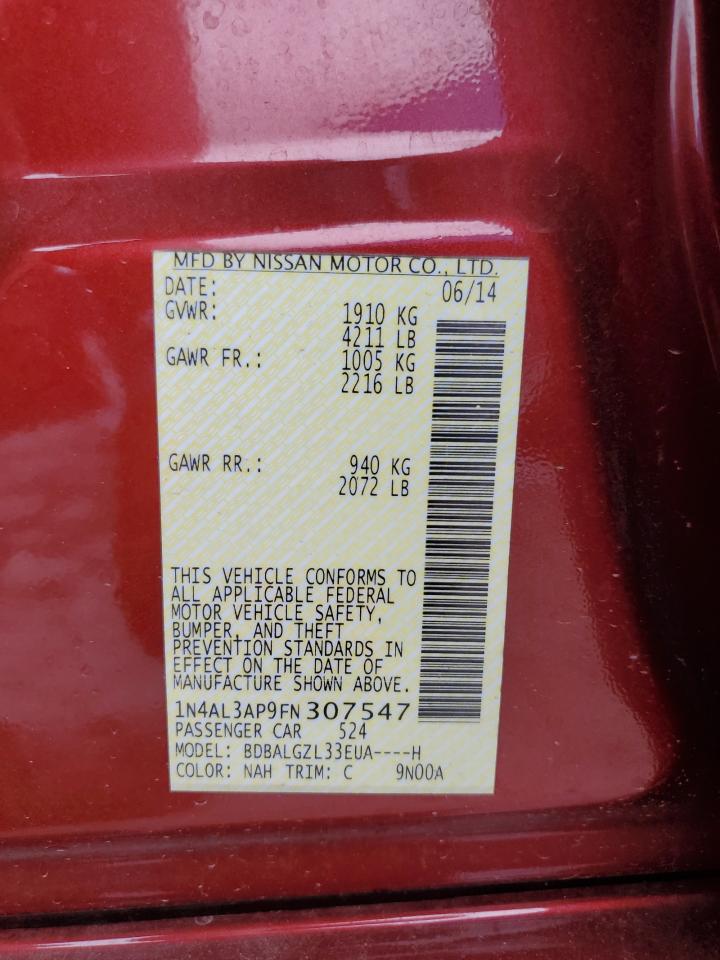 MFD BY NISSAN MOTOR CO., LTD.
DATE: 06/14
GVWR: 1910 KG
4211 LB
GAWR FR.: 1005 KG
2216 LB
GAWR RR.: 940 KG
2072 LB
THIS VEHICLE CONFORMS TO
ALL APPLICABLE FEDERAL
MOTOR VEHICLE SAFETY,
BUMPER, AND THEFT
PREVENTION STANDARDS IN
EFFECT ON THE DATE OF
MANUFACTURE SHOWN ABOVE.
1N4AL3AP9FN307547
PASSENGER CAR 524
MODEL: BDBALGZL33EUA----H
COLOR: NAH TRIM: C 9N00A